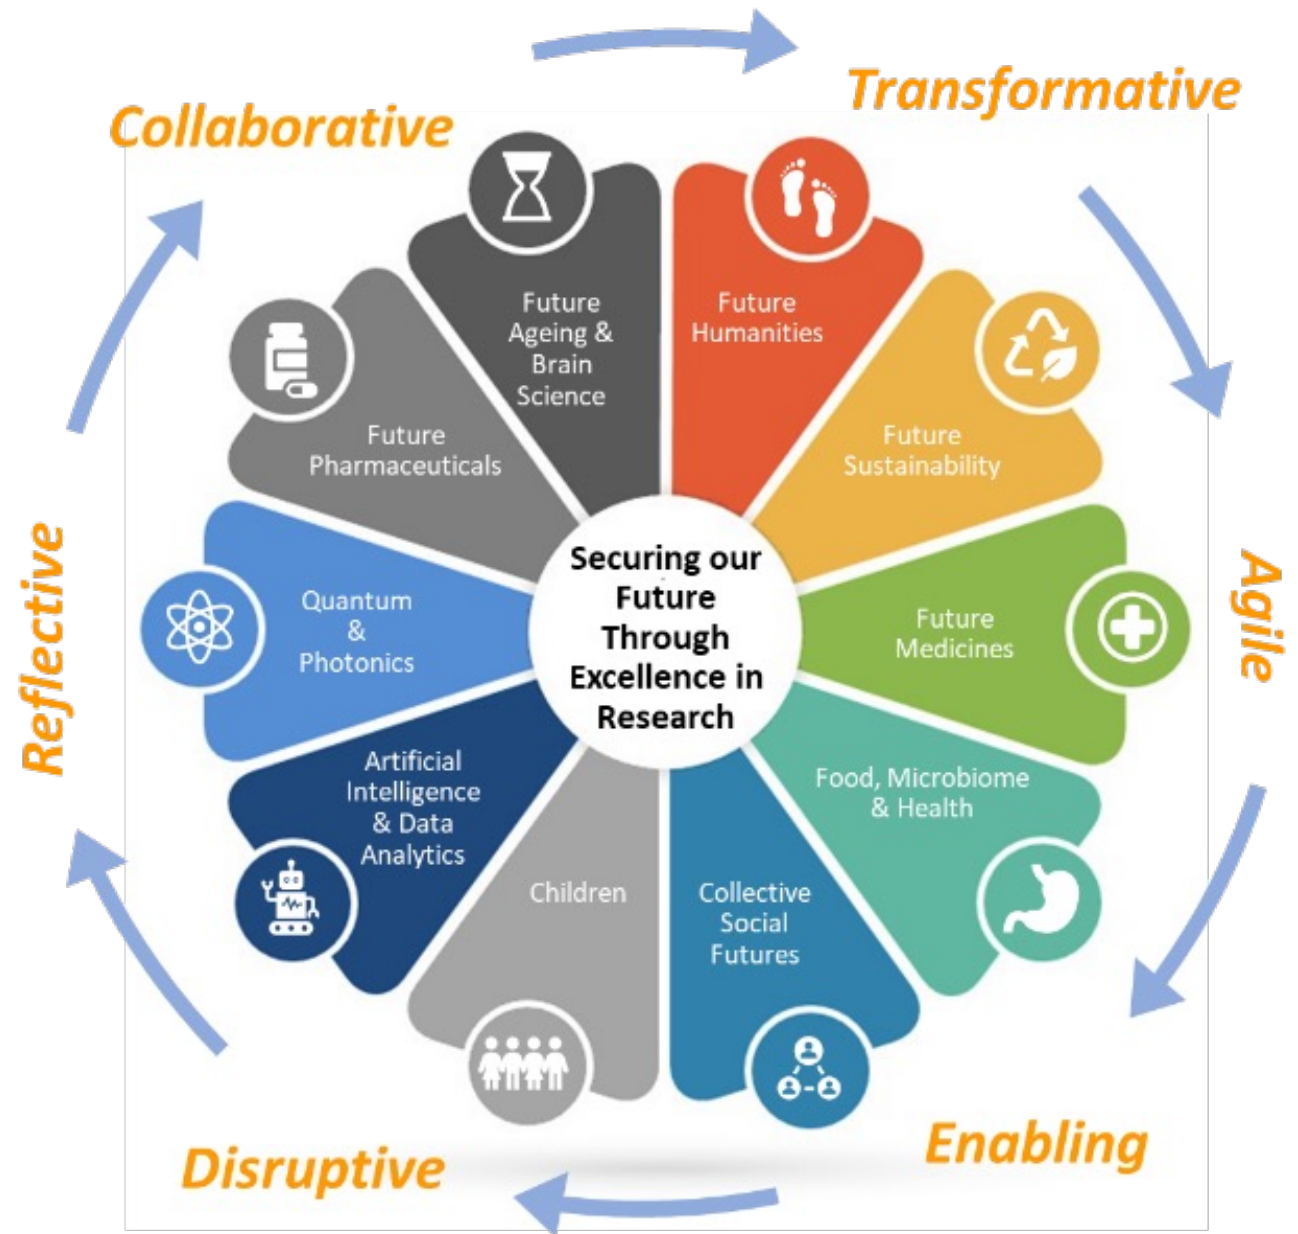 Collaborative
Transformative
Agile
Enabling
Disruptive
Reflective
Future
Ageing &
Brain
Science
Future
Humanities
Future
Sustainability
Future
Medicines
Food, Microbiome
& Health
Collective
Social
Futures
Children
Artificial
Intelligence
& Data
Analytics
Quantum
&
Photonics
Future
Pharmaceuticals
Securing our
Future
Through
Excellence in
Research